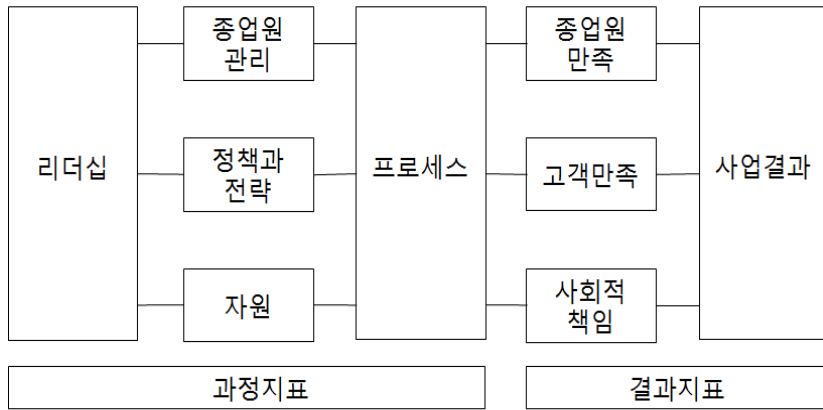 리더십
종업원
관리
정책과
전략
자원
프로세스
종업원
만족
고객만족
사회적
책임
사업결과
과정지표
결과지표